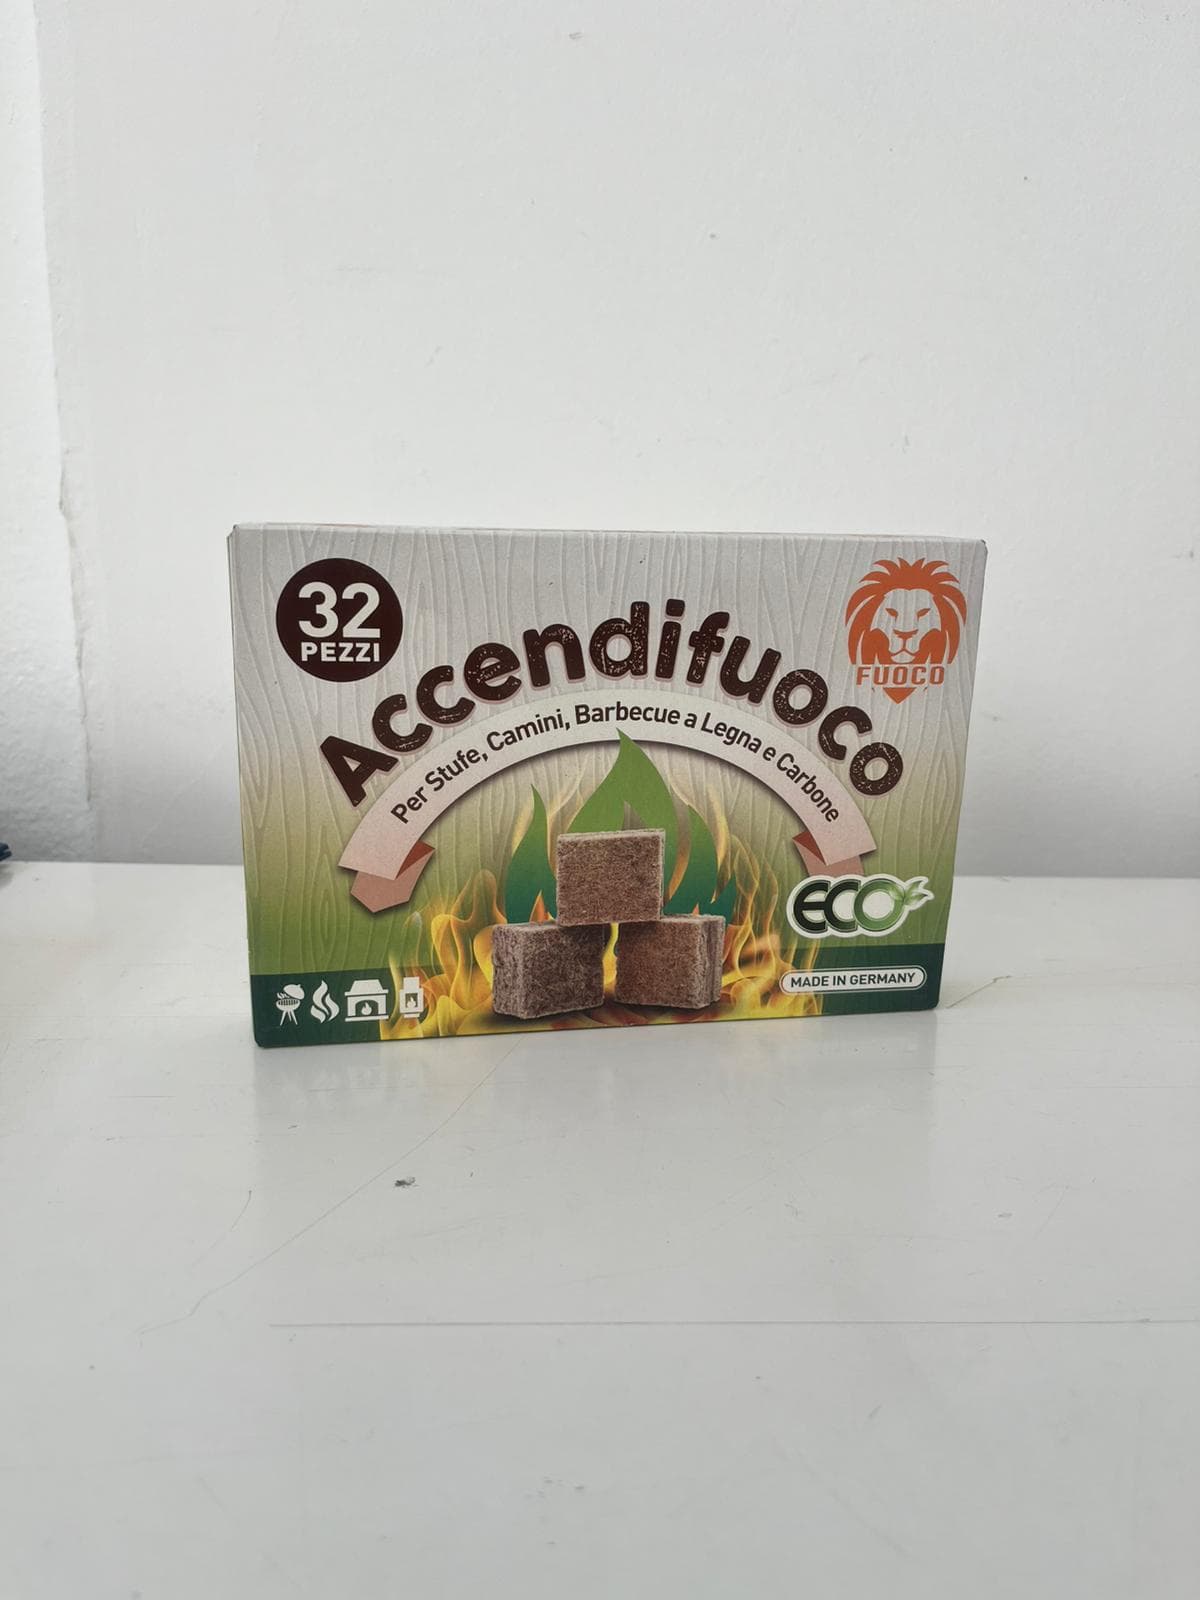 32
PEZZI
Accendifuoco
FUOCO
Per Stufe, Camini, Barbecue a Legna e Carbone
ECO
MADE IN GERMANY